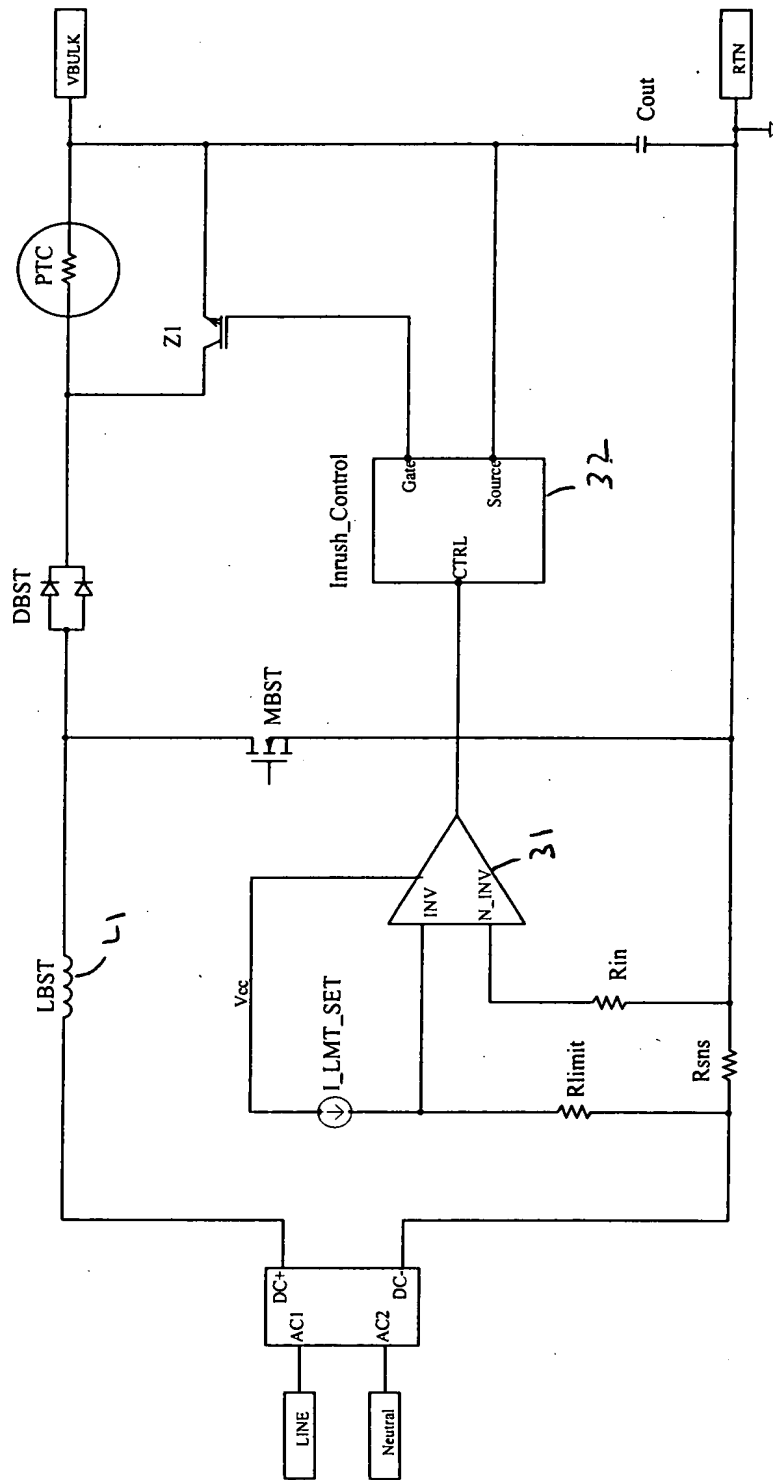 LINE
Neutral
AC1
AC2
DC+
DC-
LBST
L1
Vcc
I_LMT_SET
Rlimit
Rsns
Rin
INV
N_INV
31
MBST
DBST
Inrush_Control
CTRL
Gate
Source
32
Z1
PTC
Cout
VBULK
RTN